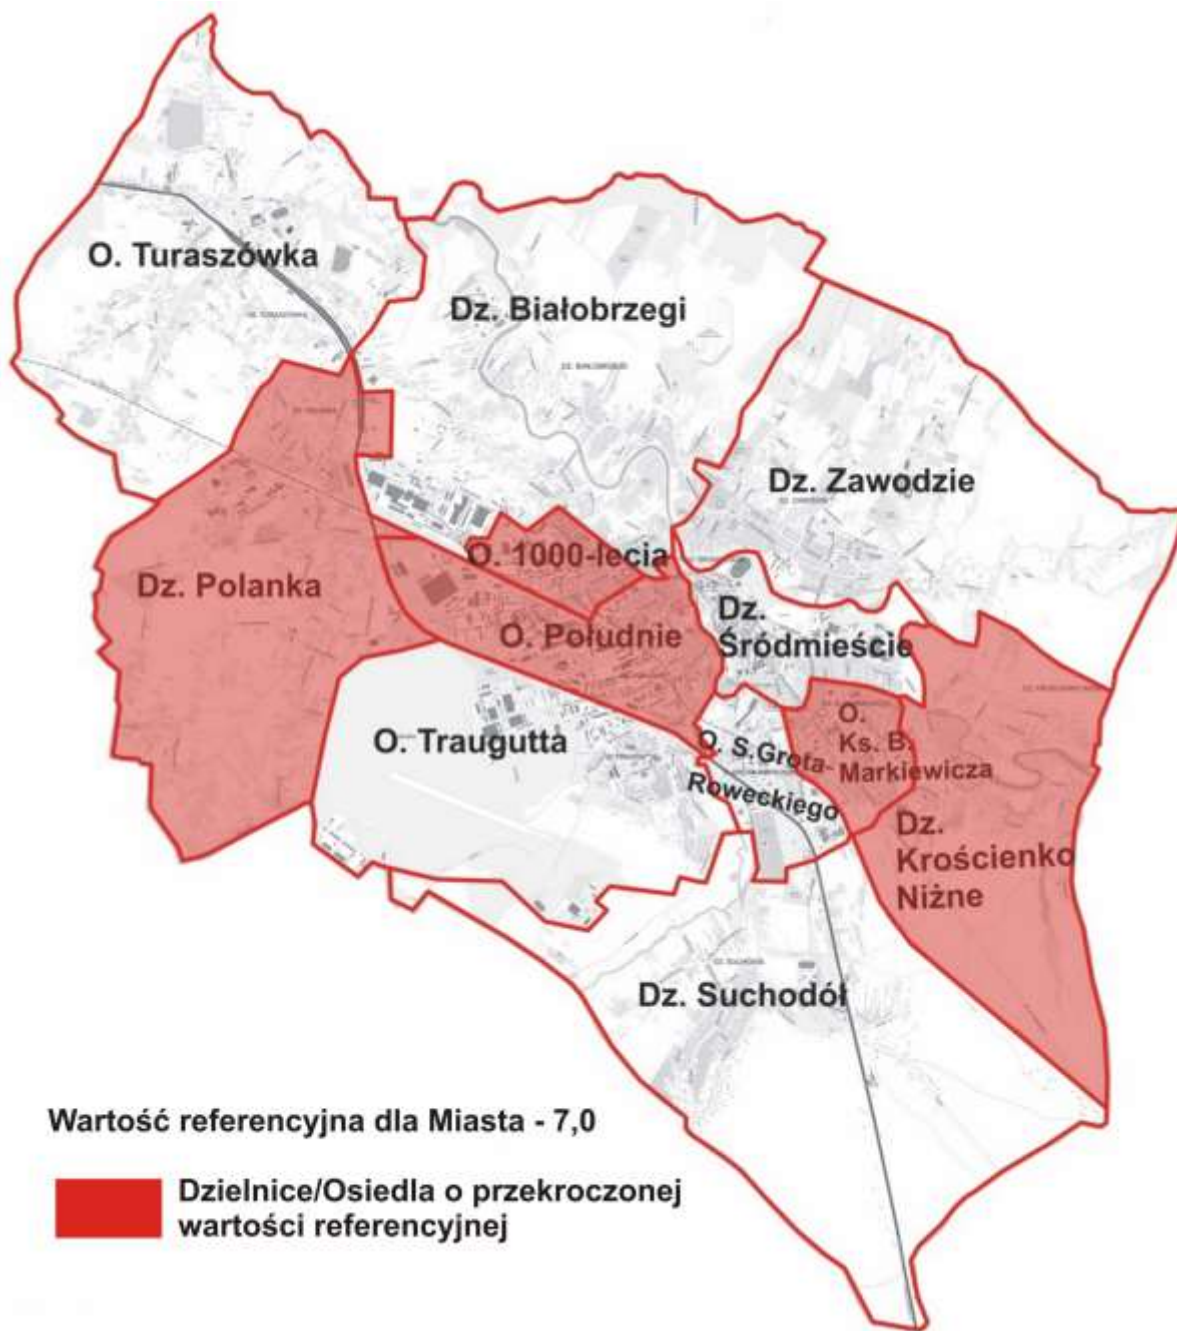 O. Turaszówka
Dz. Białobrzegi
Dz. Zawodzie
O. 1000-lecia
Dz. Polanka
Dz.
Śródmieście
O. Południe
O. Traugutta
O. S.Grota-
Roweckiego
O.
Ks. B.
Markiewicza
Dz.
Krościenko
Niżne
Dz. Suchodół
Wartość referencyjna dla Miasta - 7,0
Dzielnice/Osiedla o przekroczonej
wartości referencyjnej